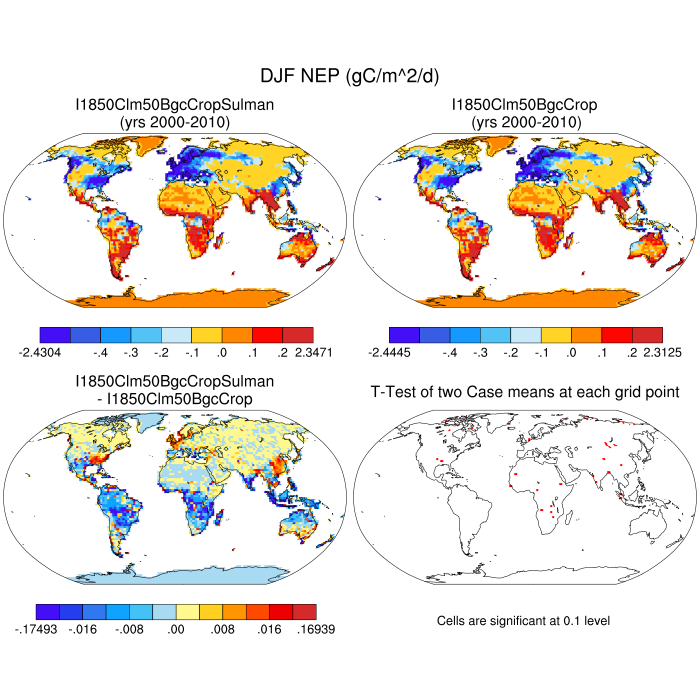 DJF NEP (gC/m^2/d)
I1850Clm50BgcCropSulman
(yrs 2000-2010)
I1850Clm50BgcCrop
(yrs 2000-2010)
-2.4304 -.4 -.3 -.2 -.1 .0 .1 .2 2.3471
-2.4445 -.4 -.3 -.2 -.1 .0 .1 .2 2.3125
I1850Clm50BgcCropSulman
- I1850Clm50BgcCrop
T-Test of two Case means at each grid point
-.17493 -.016 -.008 .00 .008 .016 .16939
Cells are significant at 0.1 level